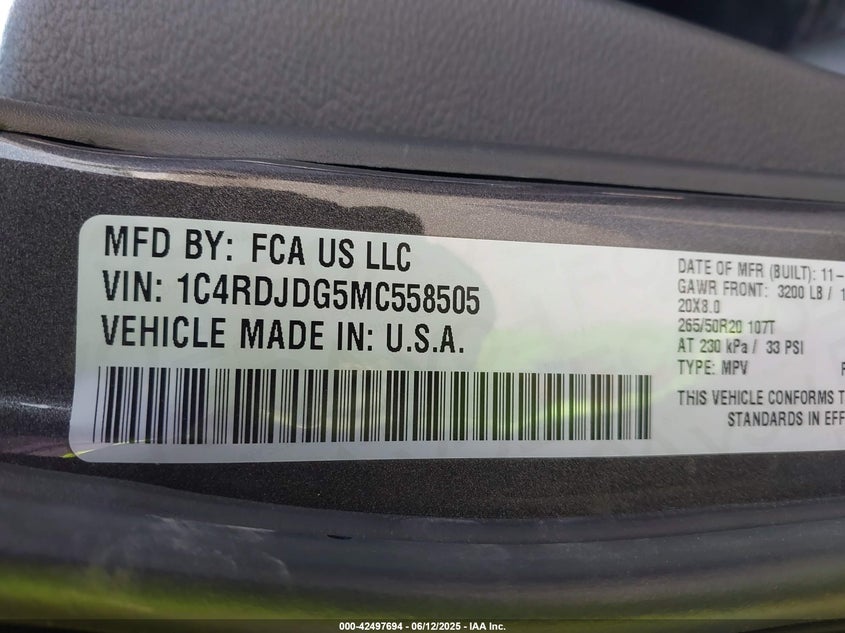 MFD BY: FCA US LLC
VIN: 1C4RDJDG5MC558505
VEHICLE MADE IN: U.S.A.
DATE OF MFR (BUILT): 11-
GAWR FRONT: 3200 LB / 1
20X8.0
265/50R20 107T
AT 230 kPa / 33 PSI
TYPE: MPV
THIS VEHICLE CONFORMS T
STANDARDS IN EFF
000-42497694 - 06/12/2025 - IAA Inc.